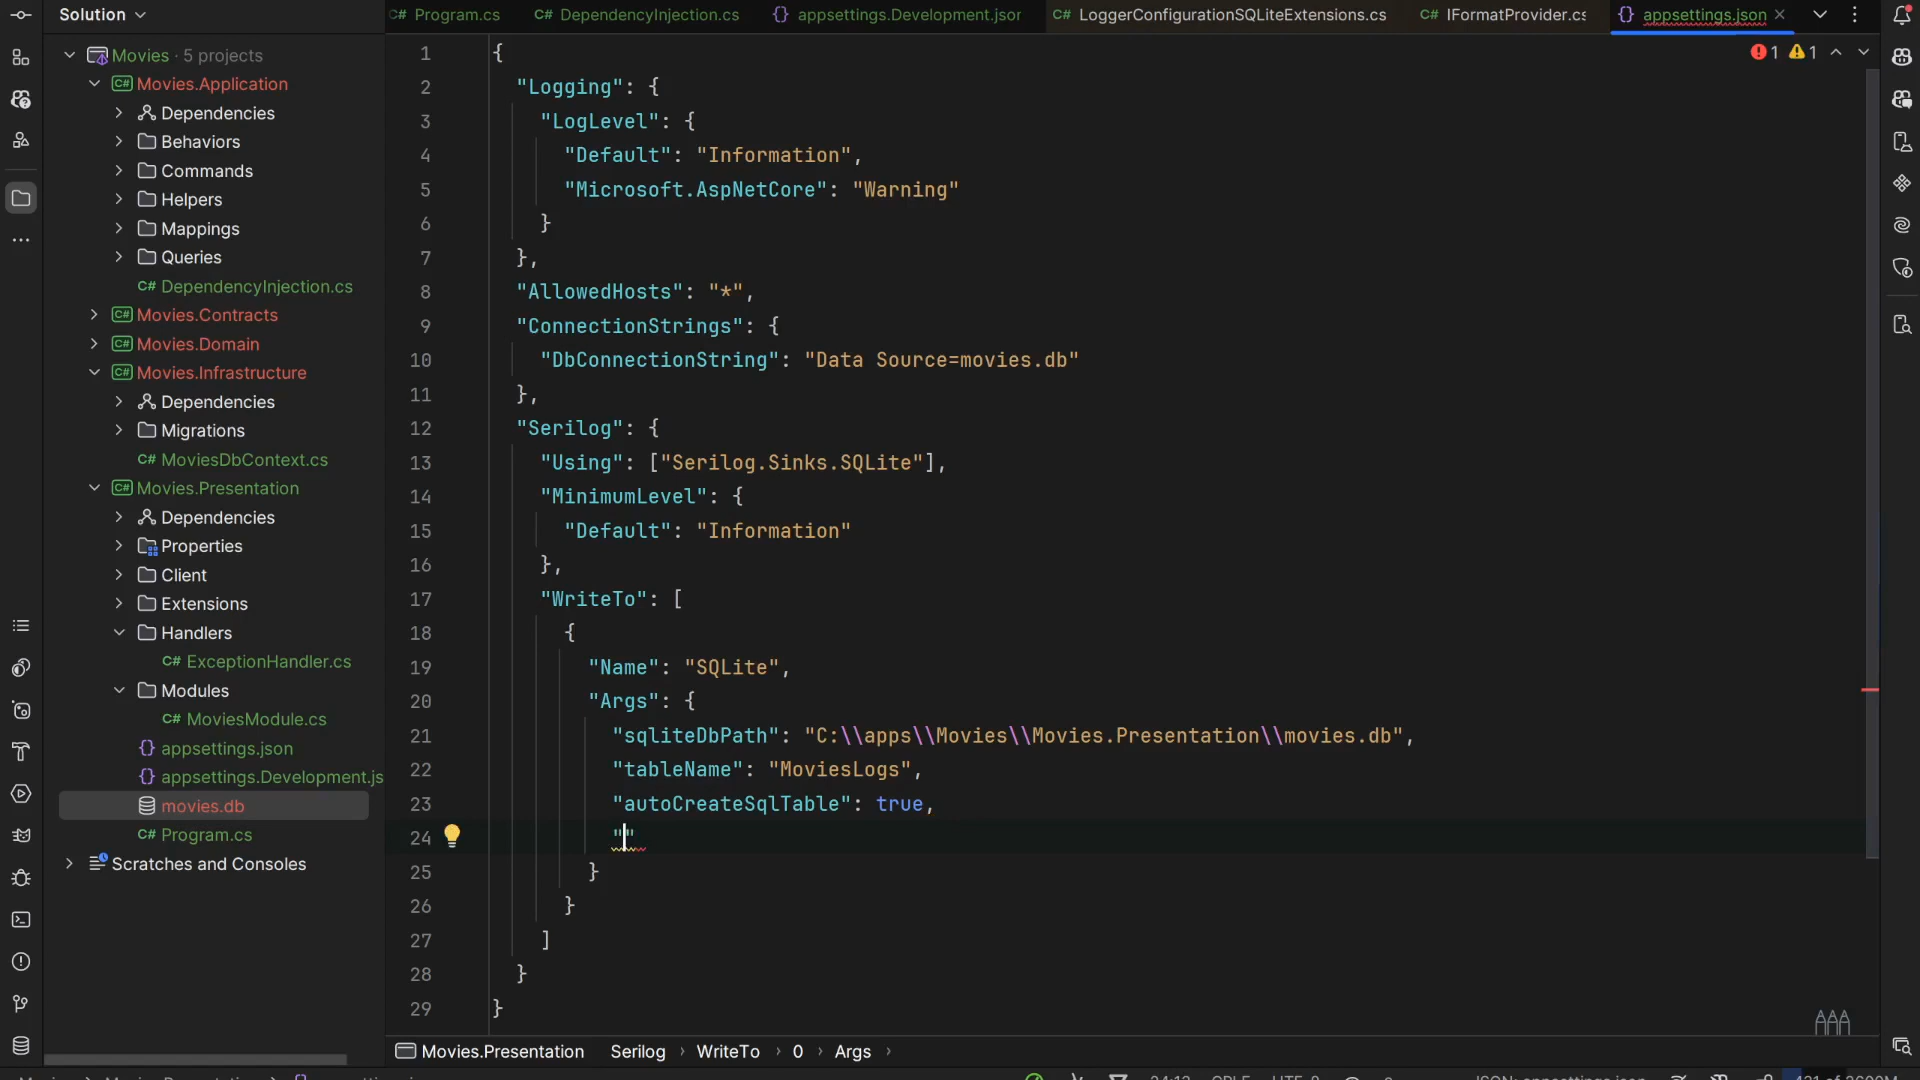 Solution
Program.cs
DependencyInjection.cs
appsettings.Development.json
LoggerConfigurationSQLiteExtensions.cs
IFormatProvider.cs
appsettings.json
Movies · 5 projects
Movies.Application
Dependencies
Behaviors
Commands
Helpers
Mappings
Queries
C# DependencyInjection.cs
Movies.Contracts
Movies.Domain
Movies.Infrastructure
Dependencies
Migrations
C# MoviesDbContext.cs
Movies.Presentation
Dependencies
Properties
Client
Extensions
Handlers
C# ExceptionHandler.cs
Modules
C# MoviesModule.cs
{} appsettings.json
{} appsettings.Development.js
movies.db
C# Program.cs
Scratches and Consoles
1 1
1 {
2 "Logging": {
3 "LogLevel": {
4 "Default": "Information",
5 "Microsoft.AspNetCore": "Warning"
6 }
7 },
8 "AllowedHosts": "*",
9 "ConnectionStrings": {
10 "DbConnectionString": "Data Source=movies.db"
11 },
12 "Serilog": {
13 "Using": ["Serilog.Sinks.SQLite"],
14 "MinimumLevel": {
15 "Default": "Information"
16 },
17 "WriteTo": [
18 {
19 "Name": "SQLite",
20 "Args": {
21 "sqliteDbPath": "C:\\apps\\Movies\\Movies.Presentation\\movies.db",
22 "tableName": "MoviesLogs",
23 "autoCreateSqlTable": true,
24 ""
25 }
26 }
27 ]
28 }
29 }
Movies.Presentation Serilog › WriteTo › 0 › Args ›